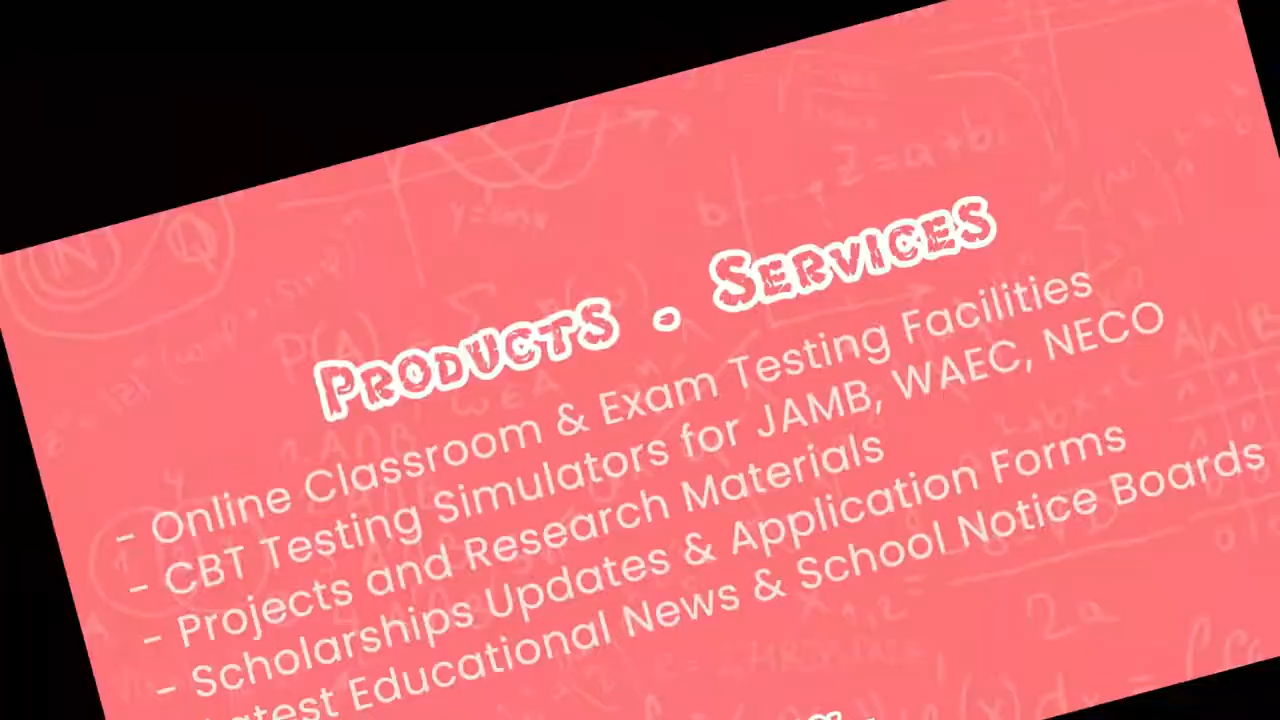 Products . Services
- Online Classroom & Exam Testing Facilities
- CBT Testing Simulators for JAMB, WAEC, NECO
- Projects and Research Materials
- Scholarships Updates & Application Forms
Latest Educational News & School Notice Boards